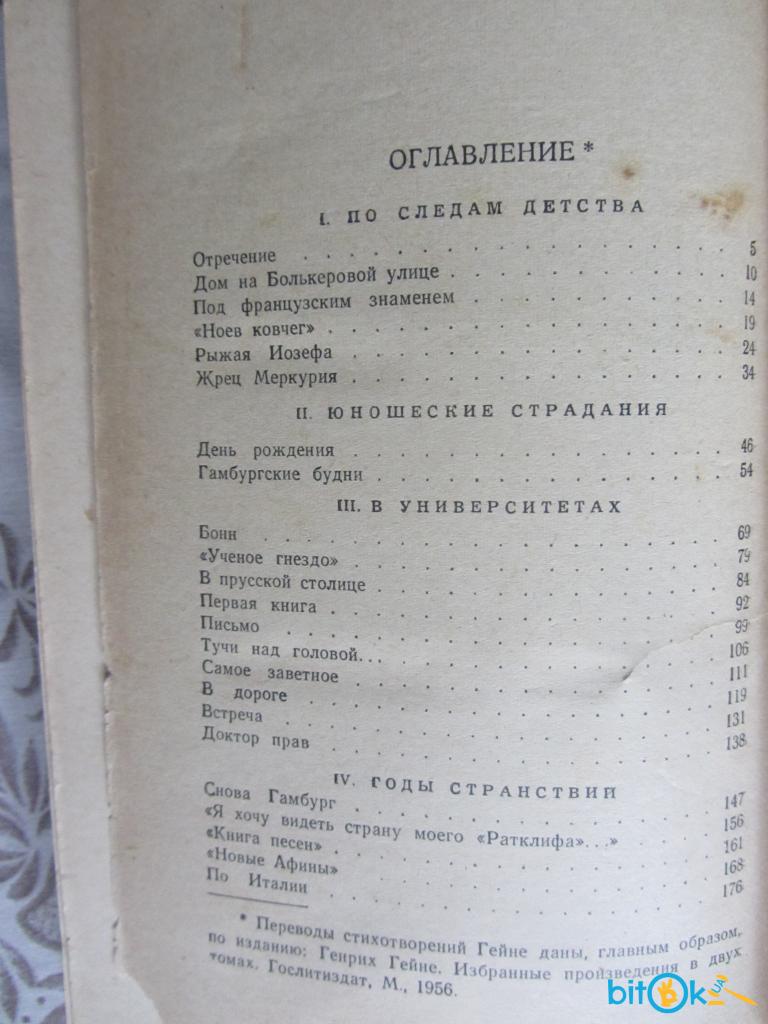 ОГЛАВЛЕНИЕ *
I. ПО СЛЕДАМ ДЕТСТВА
Отречение . . . . . . . . . . . . . . . . 5
Дом на Болькеровой улице . . . . . . . . . . 10
Под французским знаменем . . . . . . . . . . 14
«Ноев ковчег» . . . . . . . . . . . . . . . 19
Рыжая Иозефа . . . . . . . . . . . . . . 24
Жрец Меркурия . . . . . . . . . . . . . . 34
II. ЮНОШЕСКИЕ СТРАДАНИЯ
День рождения . . . . . . . . . . . . . . 46
Гамбургские будни . . . . . . . . . . . . . 54
III. В УНИВЕРСИТЕТАХ
Бонн . . . . . . . . . . . . . . . . . 69
«Ученое гнездо» . . . . . . . . . . . . . . 79
В прусской столице . . . . . . . . . . . . . 84
Первая книга . . . . . . . . . . . . . . . 92
Письмо . . . . . . . . . . . . . . . . 99
Тучи над головой. . . . . . . . . . . . . . 106
Самое заветное . . . . . . . . . . . . . . 111
В дороге . . . . . . . . . . . . . . . . 119
Встреча . . . . . . . . . . . . . . . . 131
Доктор прав . . . . . . . . . . . . . . . 138
IV. ГОДЫ СТРАНСТВИЙ
Снова Гамбург . . . . . . . . . . . . . . 147
«Я хочу видеть страну моего «Ратклифа». . .» . . . . 156
«Книга песен» . . . . . . . . . . . . . . 161
«Новые Афины» . . . . . . . . . . . . . . 168
По Италии . . . . . . . . . . . . . . . 176
* Переводы стихотворений Гейне даны, главным образом,
по изданию: Генрих Гейне. Избранные произведения в двух
томах. Гослитиздат, М., 1956.
bitOk.UA